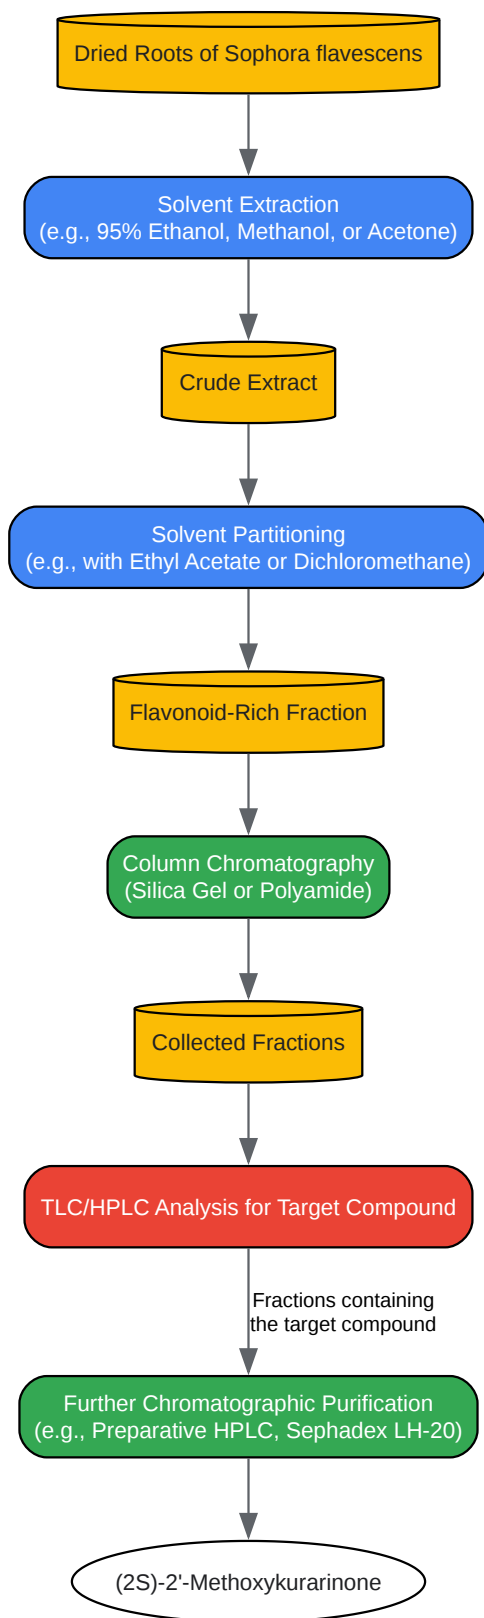 Dried Roots of Sophora flavescens
Solvent Extraction
(e.g., 95% Ethanol, Methanol, or Acetone)
Crude Extract
Solvent Partitioning
(e.g., with Ethyl Acetate or Dichloromethane)
Flavonoid-Rich Fraction
Column Chromatography
(Silica Gel or Polyamide)
Collected Fractions
TLC/HPLC Analysis for Target Compound
Fractions containing
the target compound
Further Chromatographic Purification
(e.g., Preparative HPLC, Sephadex LH-20)
(2S)-2'-Methoxykurarinone